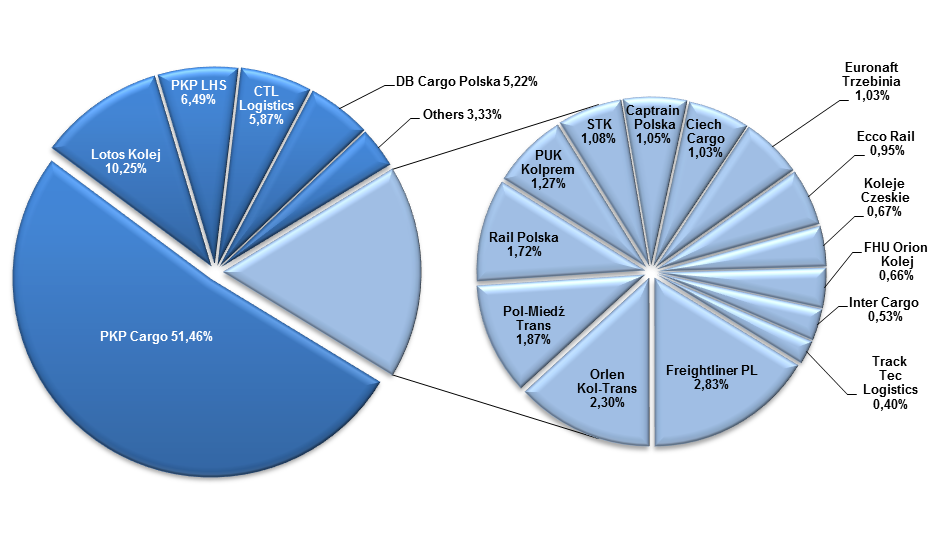 PKP LHS
6,49%
CTL
Logistics
5,87%
DB Cargo Polska 5,22%
Others 3,33%
Lotos Kolej
10,25%
PKP Cargo 51,46%
Euronaft
Trzebinia
1,03%
Captrain
Polska
1,05%
STK
1,08%
Ciech
Cargo
1,03%
Ecco Rail
0,95%
PUK
Kolprem
1,27%
Koleje
Czeskie
0,67%
Rail Polska
1,72%
FHU Orion
Kolej
0,66%
Inter Cargo
0,53%
Pol-Miedź
Trans
1,87%
Track
Tec
Logistics
0,40%
Orlen
Kol-Trans
2,30%
Freightliner PL
2,83%